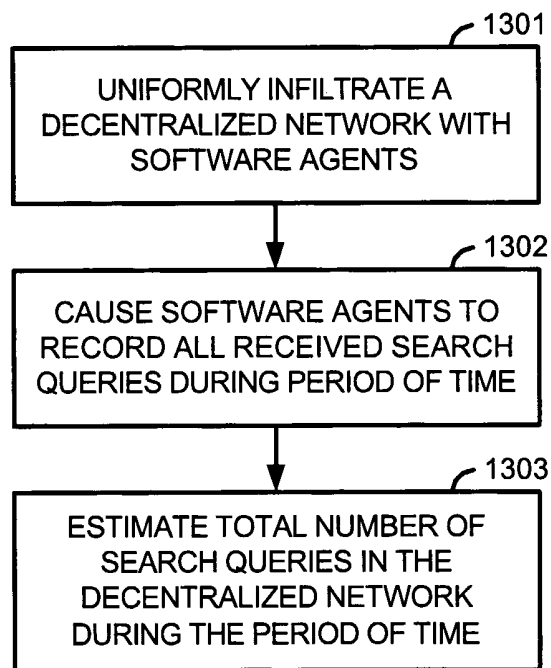 1301
UNIFORMLY INFILTRATE A
DECENTRALIZED NETWORK WITH
SOFTWARE AGENTS
1302
CAUSE SOFTWARE AGENTS TO
RECORD ALL RECEIVED SEARCH
QUERIES DURING PERIOD OF TIME
1303
ESTIMATE TOTAL NUMBER OF
SEARCH QUERIES IN THE
DECENTRALIZED NETWORK
DURING THE PERIOD OF TIME